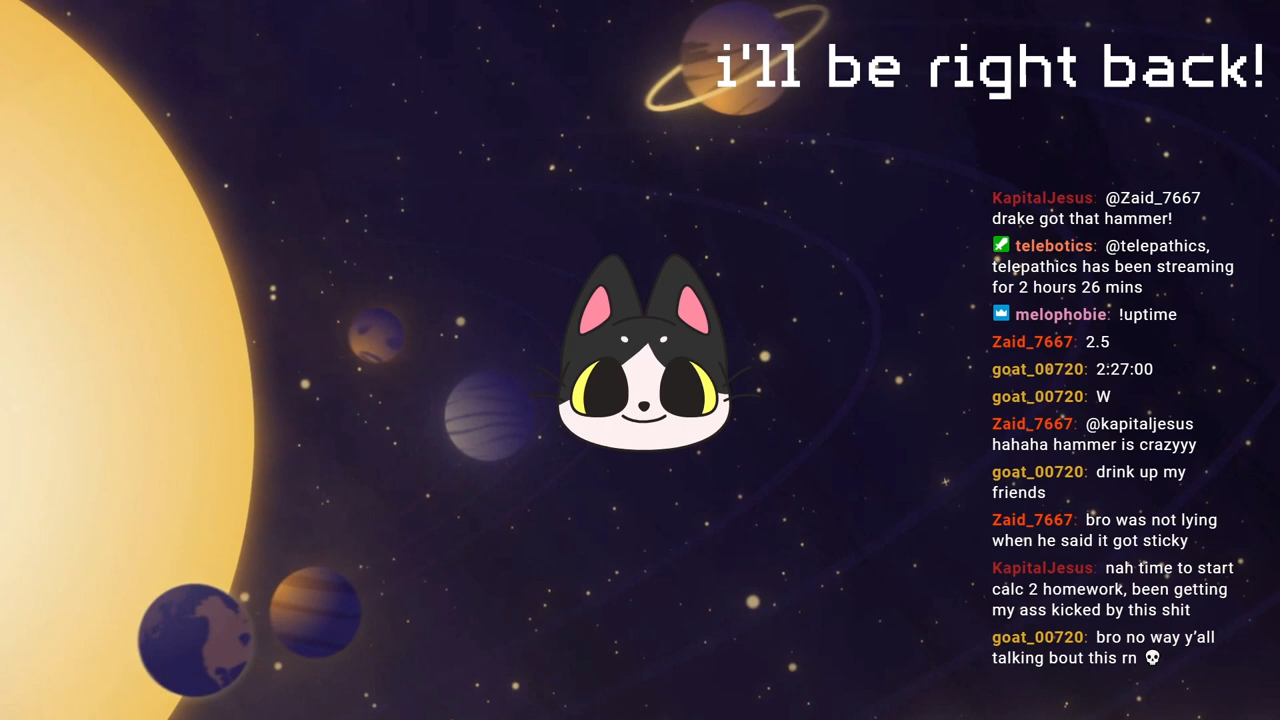 i'll be right back!
KapitalJesus: @Zaid_7667
drake got that hammer!
telebotics: @telepathics,
telepathics has been streaming
for 2 hours 26 mins
melophobie: !uptime
Zaid_7667: 2.5
goat_00720: 2:27:00
goat_00720: W
Zaid_7667: @kapitaljesus
hahaha hammer is crazyyy
goat_00720: drink up my
friends
Zaid_7667: bro was not lying
when he said it got sticky
KapitalJesus: nah time to start
calc 2 homework, been getting
my ass kicked by this shit
goat_00720: bro no way y’all
talking bout this rn 💀